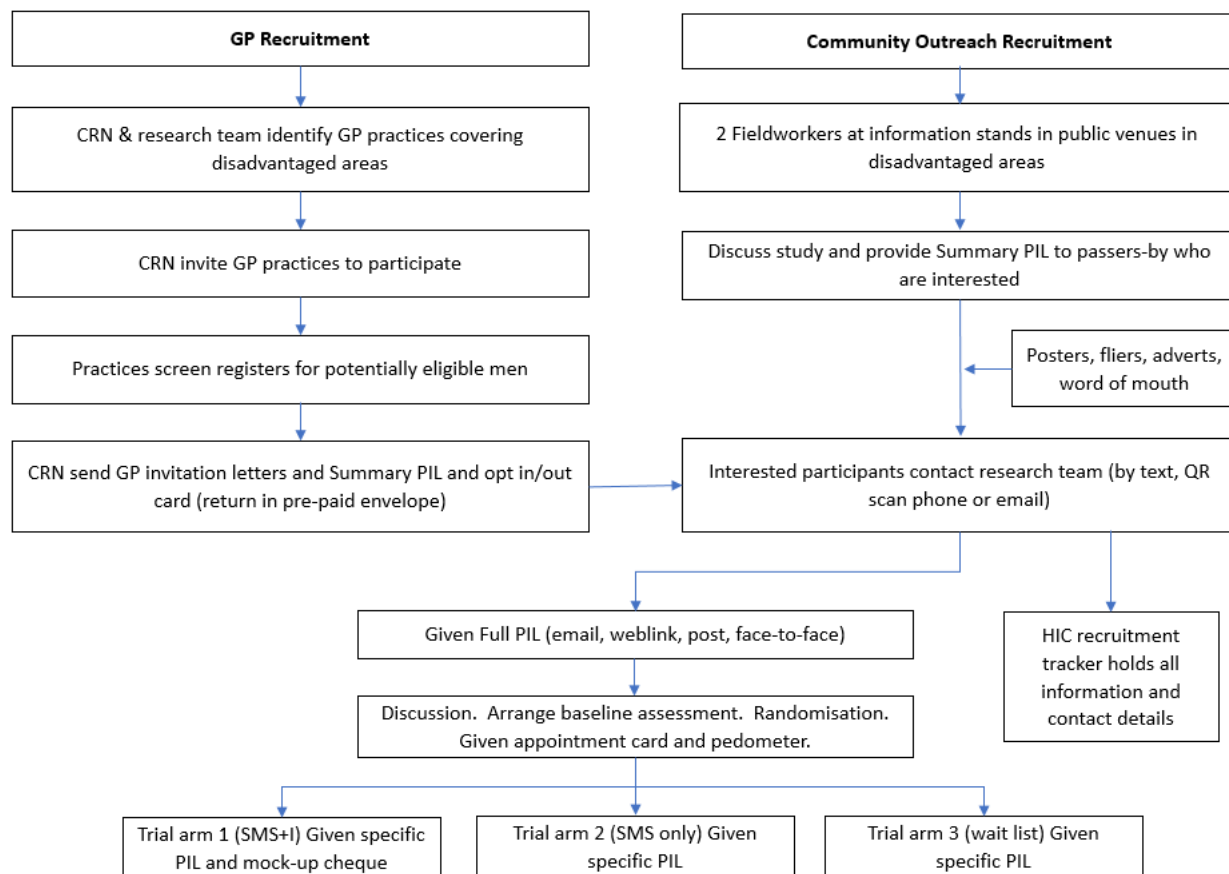 GP Recruitment
CRN & research team identify GP practices covering
disadvantaged areas
CRN invite GP practices to participate
Practices screen registers for potentially eligible men
CRN send GP invitation letters and Summary PIL and opt in/out
card (return in pre-paid envelope)
Community Outreach Recruitment
2 Fieldworkers at information stands in public venues in
disadvantaged areas
Discuss study and provide Summary PIL to passers-by who
are interested
Posters, fliers, adverts,
word of mouth
Interested participants contact research team (by text, QR
scan phone or email)
Given Full PIL (email, weblink, post, face-to-face)
HIC recruitment
tracker holds all
information and
contact details
Discussion. Arrange baseline assessment. Randomisation.
Given appointment card and pedometer.
Trial arm 1 (SMS+I) Given specific
PIL and mock-up cheque
Trial arm 2 (SMS only) Given
specific PIL
Trial arm 3 (wait list) Given
specific PIL